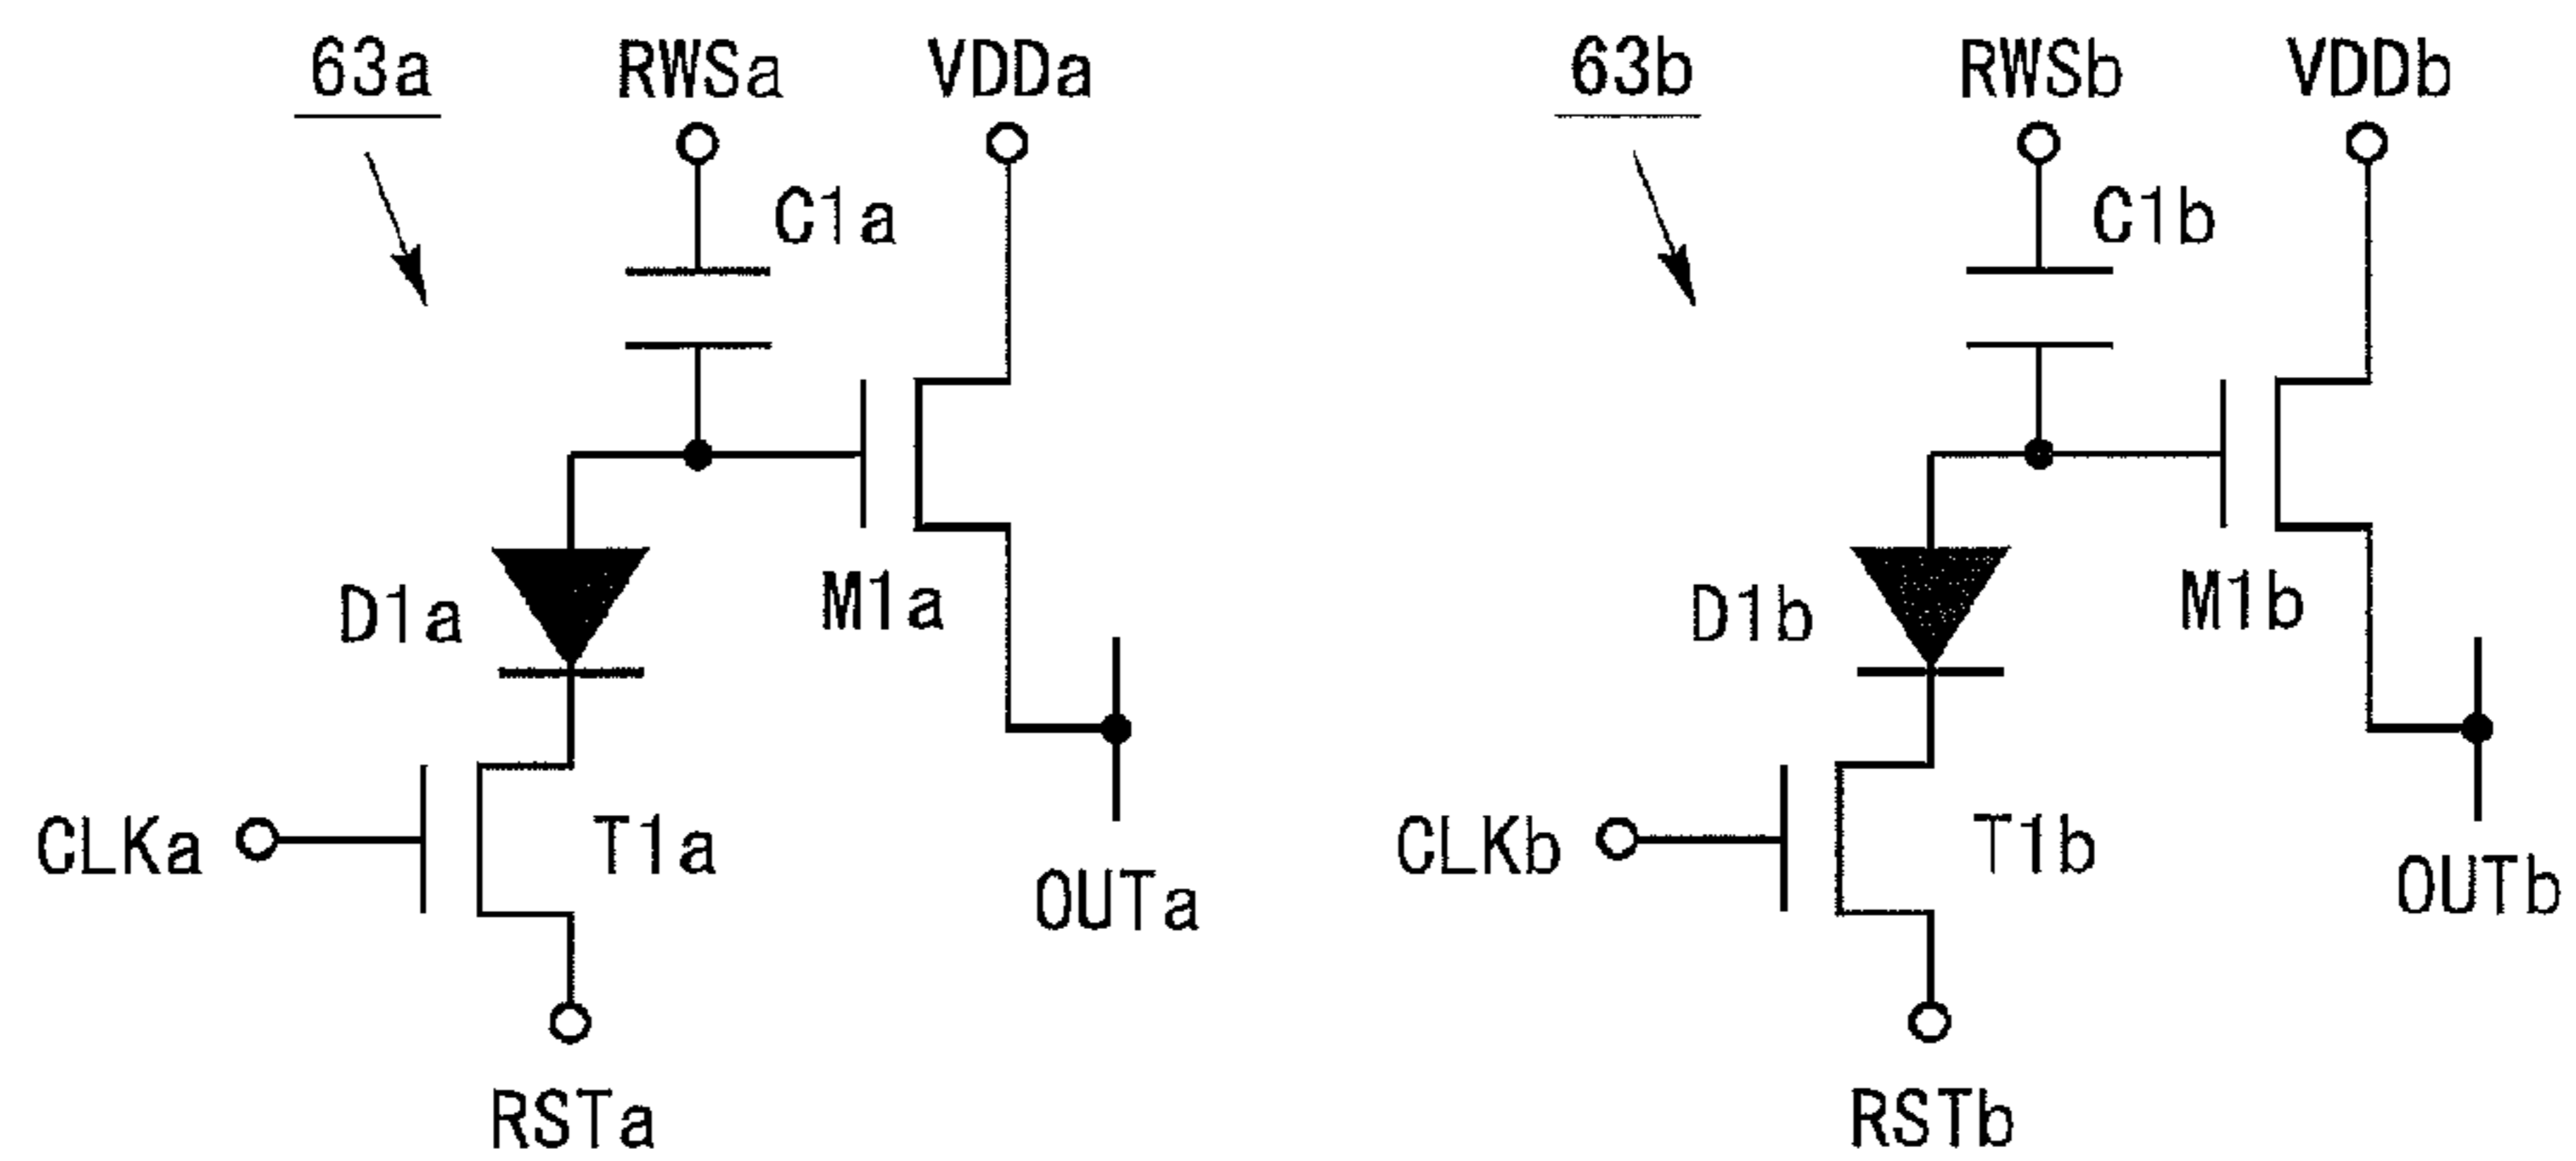 63a RWSa VDDa
C1a
D1a M1a
CLKa T1a
OUTa
RSTa
63b RWSb VDDb
C1b
D1b M1b
CLKb T1b
OUTb
RSTb